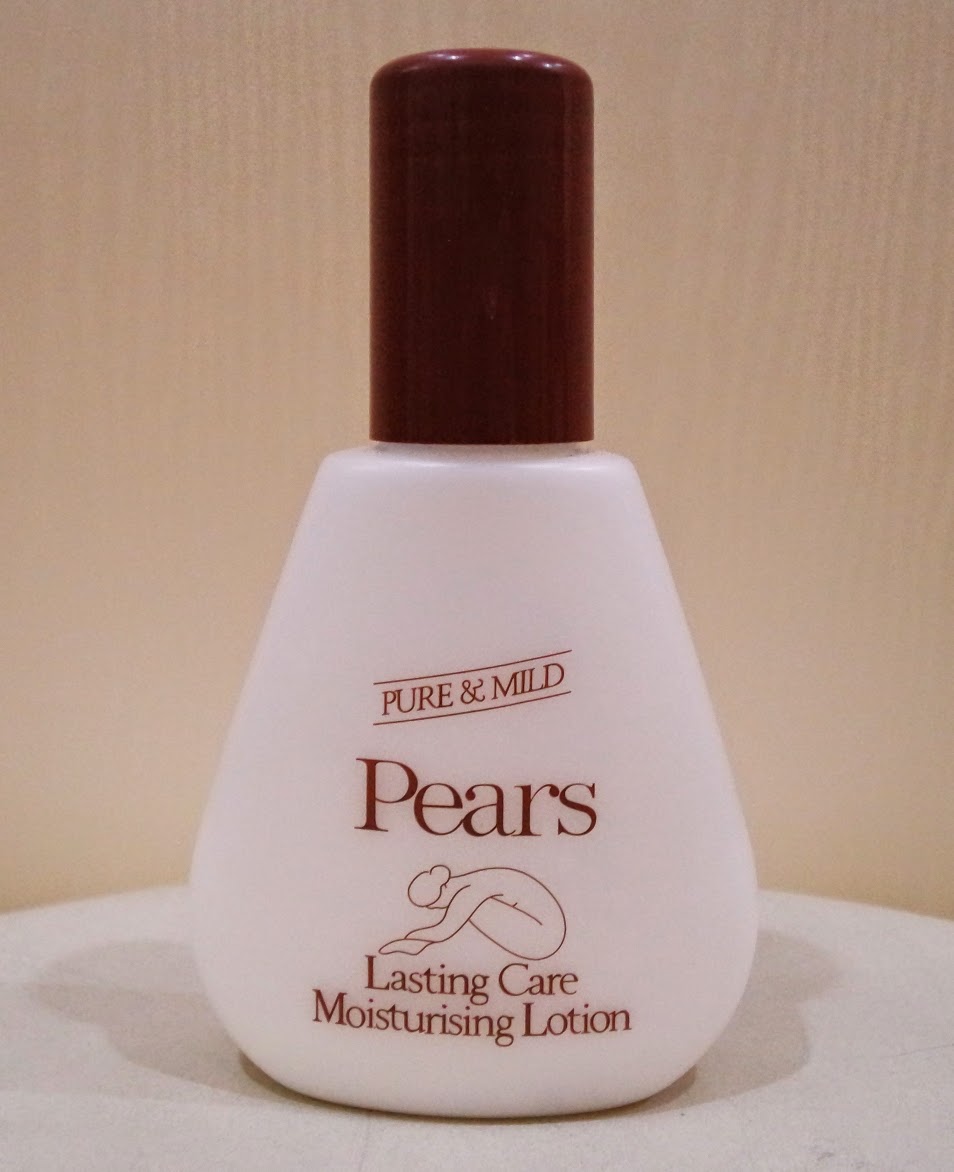 PURE & MILD
Pears
Lasting Care
Moisturising Lotion